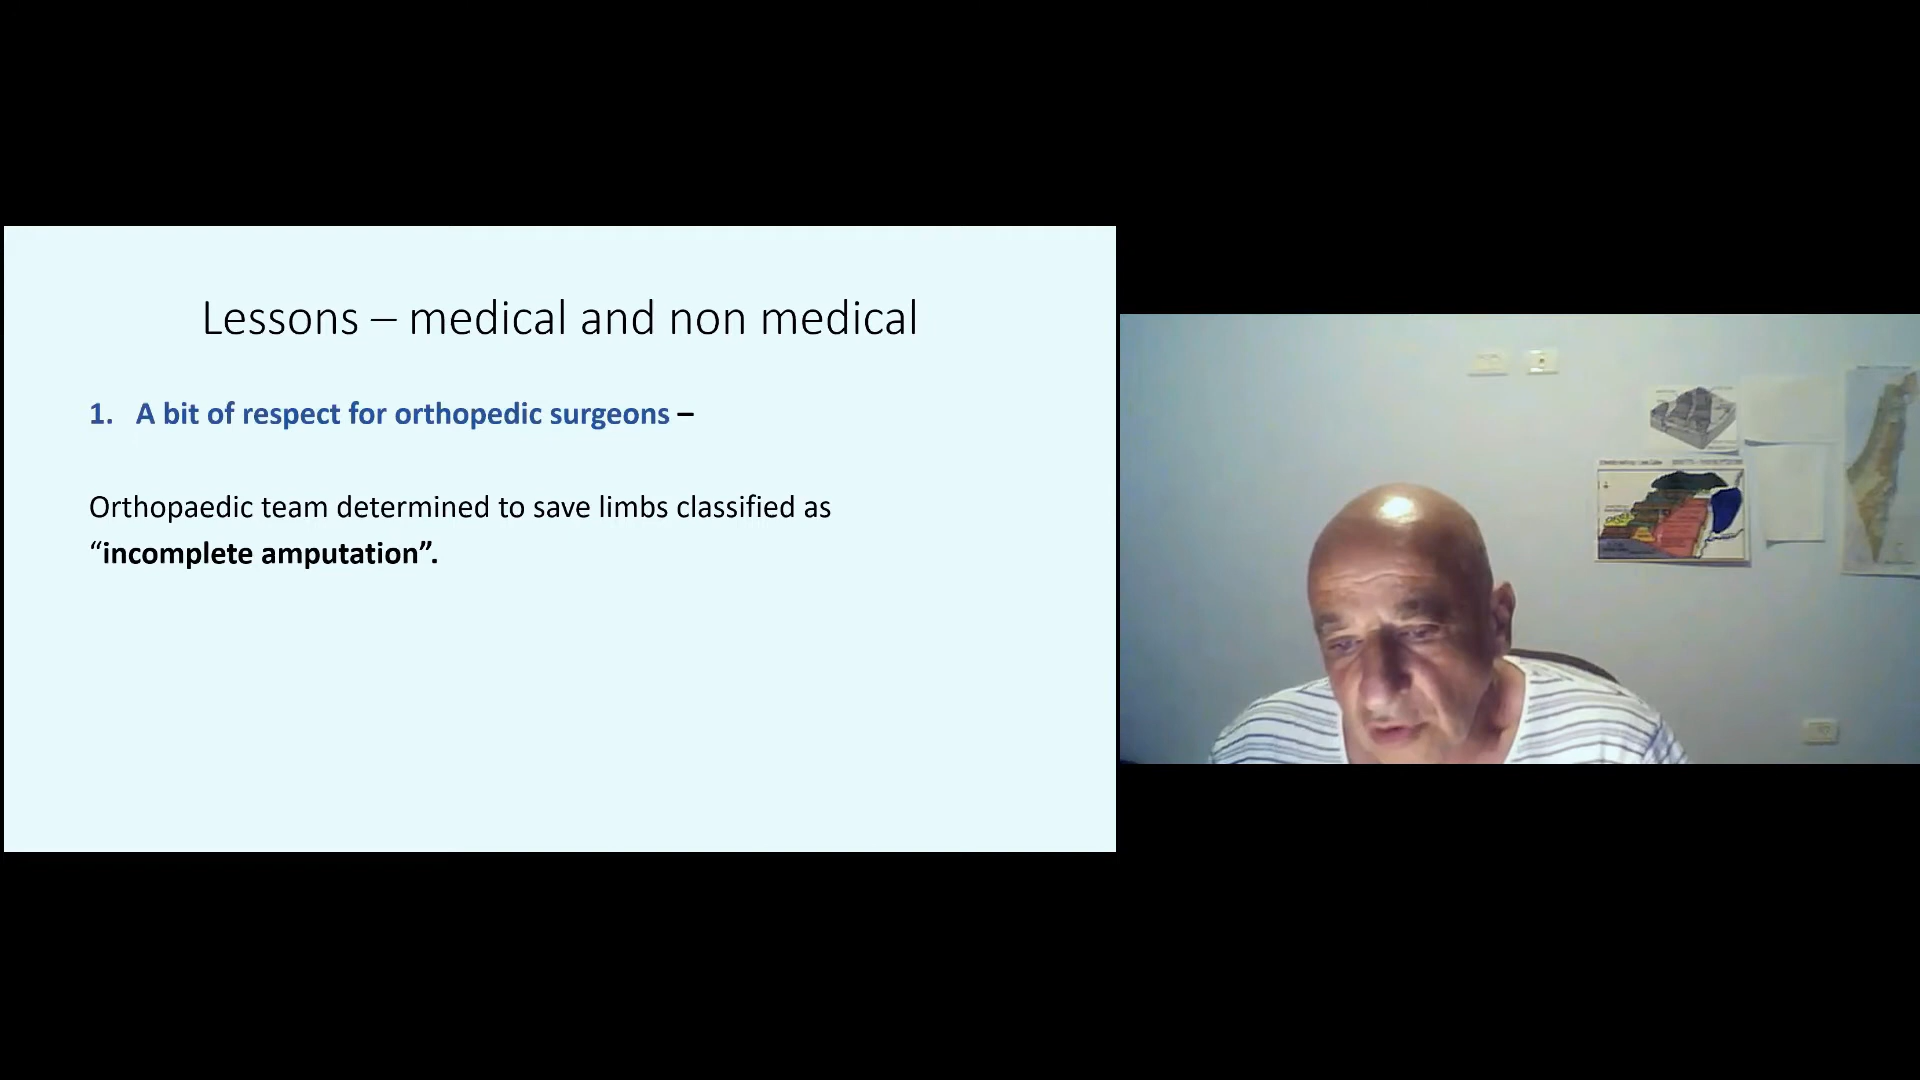 Lessons – medical and non medical
1. A bit of respect for orthopedic surgeons –
Orthopaedic team determined to save limbs classified as
“incomplete amputation”.